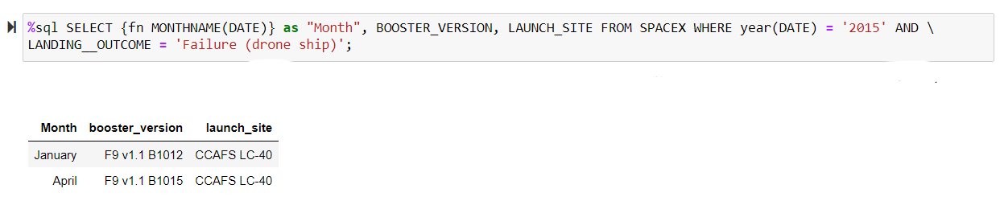 %sql SELECT {fn MONTHNAME(DATE)} as "Month", BOOSTER_VERSION, LAUNCH_SITE FROM SPACEX WHERE year(DATE) = '2015' AND \
LANDING__OUTCOME = 'Failure (drone ship)';
Month booster_version launch_site
January F9 v1.1 B1012 CCAFS LC-40
April F9 v1.1 B1015 CCAFS LC-40